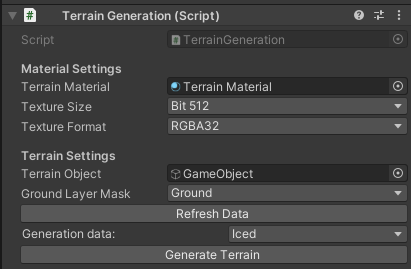 Terrain Generation (Script)
Script TerrainGeneration
Material Settings
Terrain Material Terrain Material
Texture Size Bit 512
Texture Format RGBA32
Terrain Settings
Terrain Object GameObject
Ground Layer Mask Ground
Refresh Data
Generation data: Iced
Generate Terrain